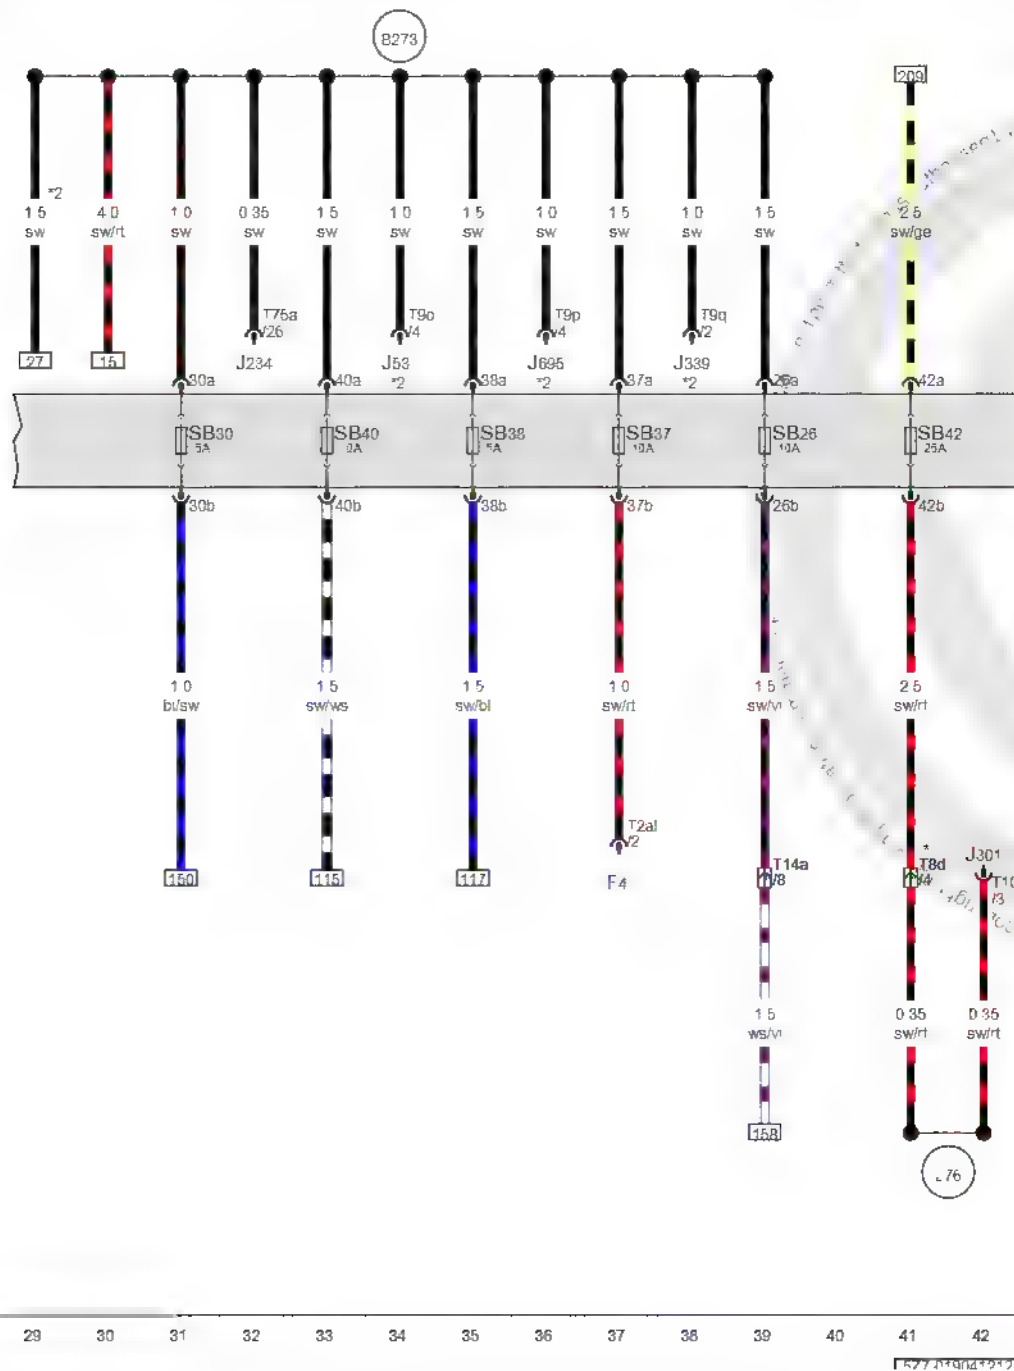 B273
209
*2
1 5
sw
4 0
sw/rt
1 0
sw
0 35
sw
1 5
sw
1 0
sw
1 5
sw
1 0
sw
1 5
sw
1 0
sw
1 5
sw
2 5
sw/ge
27
15
T75a
/26
J234
T9o
/4
J53
*2
T9p
/4
J695
*2
T9q
/2
J339
*2
30a
40a
38a
37a
26a
42a
SB30
5A
SB40
SB38
5A
SB37
10A
SB26
10A
SB42
25A
30b
40b
38b
37b
26b
42b
1 0
bl/sw
1 5
sw/ws
1 5
sw/bl
1 0
sw/rt
1 5
sw/vi
2 5
sw/rt
150
115
117
T2al
/2
F4
T14a
/8
*
T8d
/4
J301
T10
/3
1 5
ws/vi
0 35
sw/rt
0 35
sw/rt
158
76
29 30 31 32 33 34 35 36 37 38 39 40 41 42